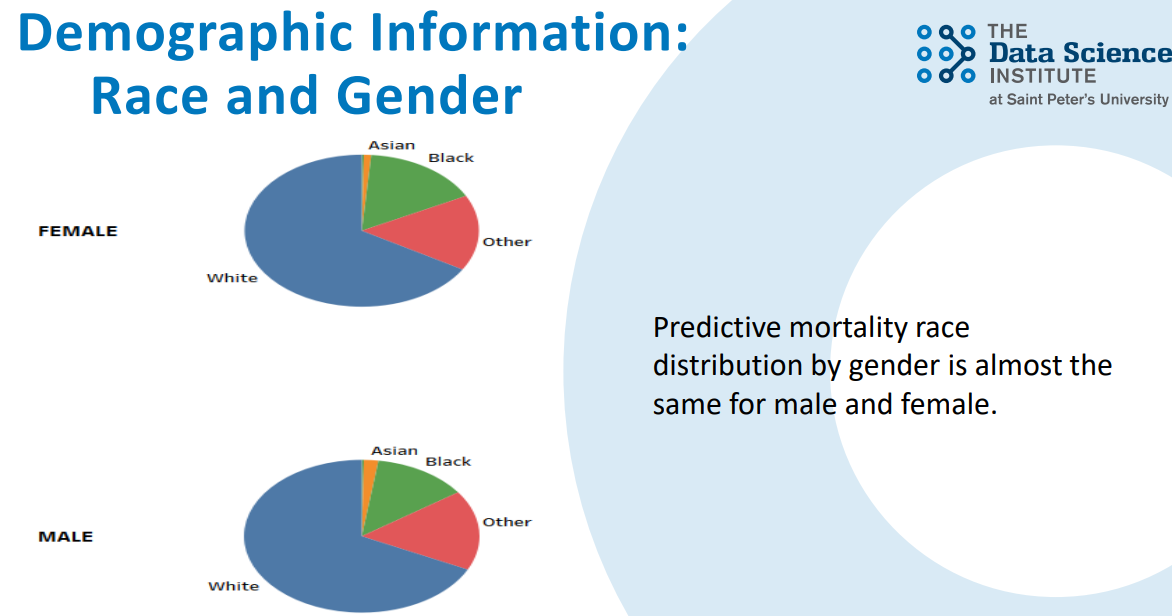 Demographic Information:
Race and Gender
THE
Data Science
INSTITUTE
at Saint Peter's University
Asian
Black
FEMALE
Other
White
Predictive mortality race
distribution by gender is almost the
same for male and female.
Asian
Black
Other
MALE
White